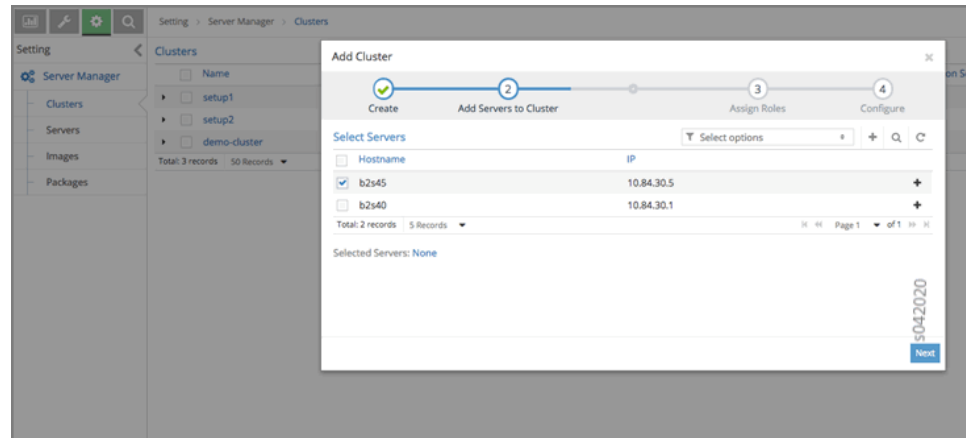 Setting > Server Manager > Clusters
Setting
Server Manager
Clusters
Servers
Images
Packages
Clusters
Name
setup1
setup2
demo-cluster
Total: 3 records 50 Records
on S
Add Cluster
2
3
4
Create
Add Servers to Cluster
Assign Roles
Configure
Select Servers
Select options
Hostname IP
b2s45 10.84.30.5
b2s40 10.84.30.1
Total: 2 records 5 Records
Page 1 of 1
Selected Servers: None
s042020
Next